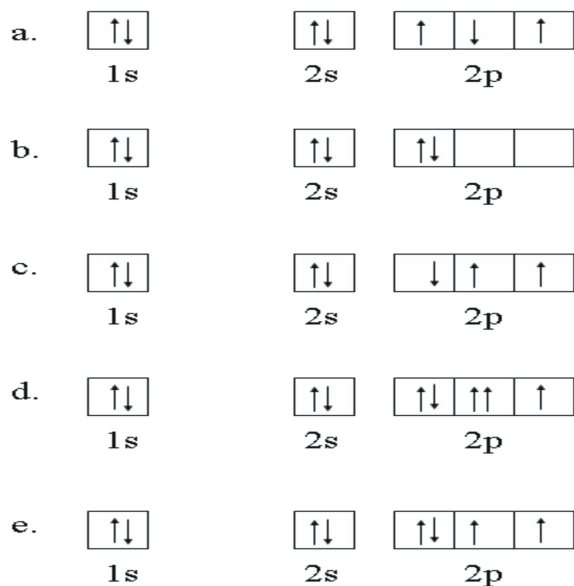 a. ↑↓ ↑↓ ↑ ↓ ↑
1s 2s 2p
b. ↑↓ ↑↓ ↑↓
1s 2s 2p
c. ↑↓ ↑↓ ↓ ↑ ↑
1s 2s 2p
d. ↑↓ ↑↓ ↑↓ ↑↑ ↑
1s 2s 2p
e. ↑↓ ↑↓ ↑↓ ↑ ↑
1s 2s 2p